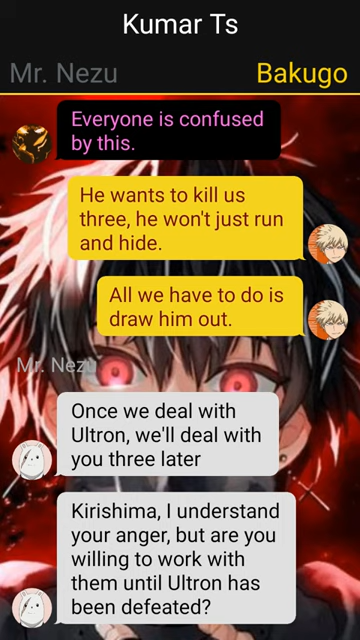 Kumar Ts
Mr. Nezu
Bakugo
Everyone is confused
by this.
He wants to kill us
three, he won't just run
and hide.
All we have to do is
draw him out.
Mr. Nezu
Once we deal with
Ultron, we'll deal with
you three later
Kirishima, I understand
your anger, but are you
willing to work with
them until Ultron has
been defeated?